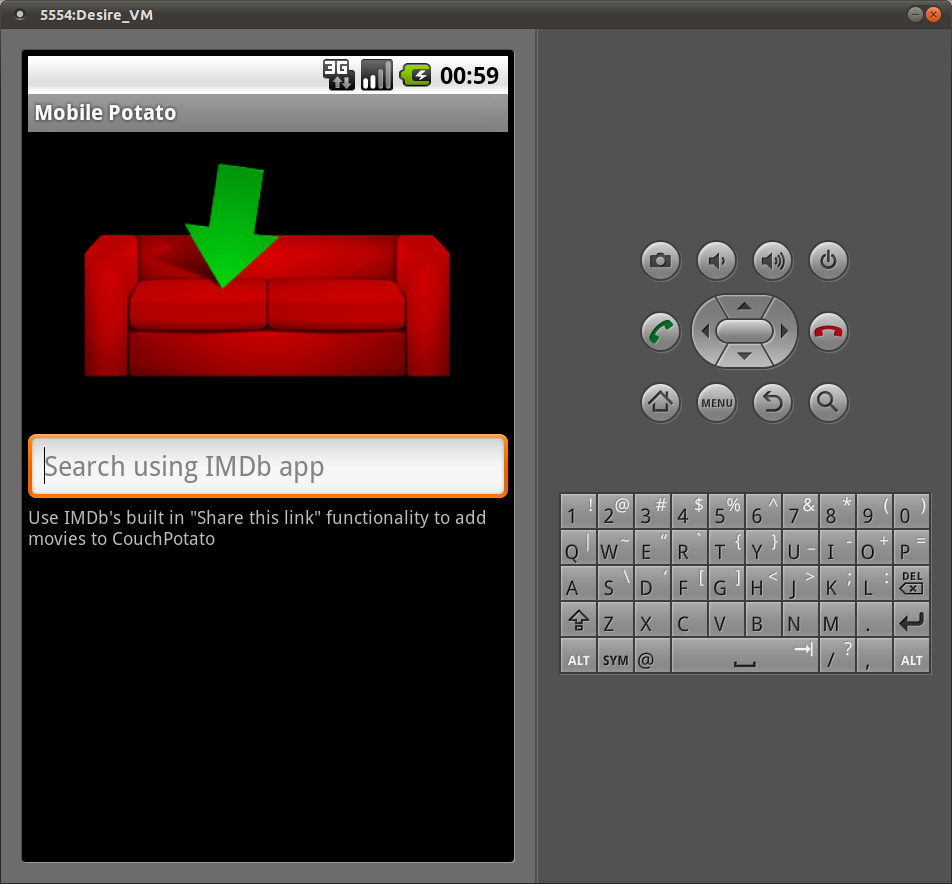 5554:Desire_VM
3G 00:59
Mobile Potato
Search using IMDb app
Use IMDb's built in "Share this link" functionality to add
movies to CouchPotato
MENU
1 ! 2 @ 3 # 4 $ 5 % 6 ^ 7 & 8 * 9 ( 0 )
Q | W ~ E “ R ` T { Y } U _ I - O + P =
A S \ D ‘ F [ G ] H < J > K ; L : DEL
Z X C V B N M .
ALT SYM @ / ? , ALT